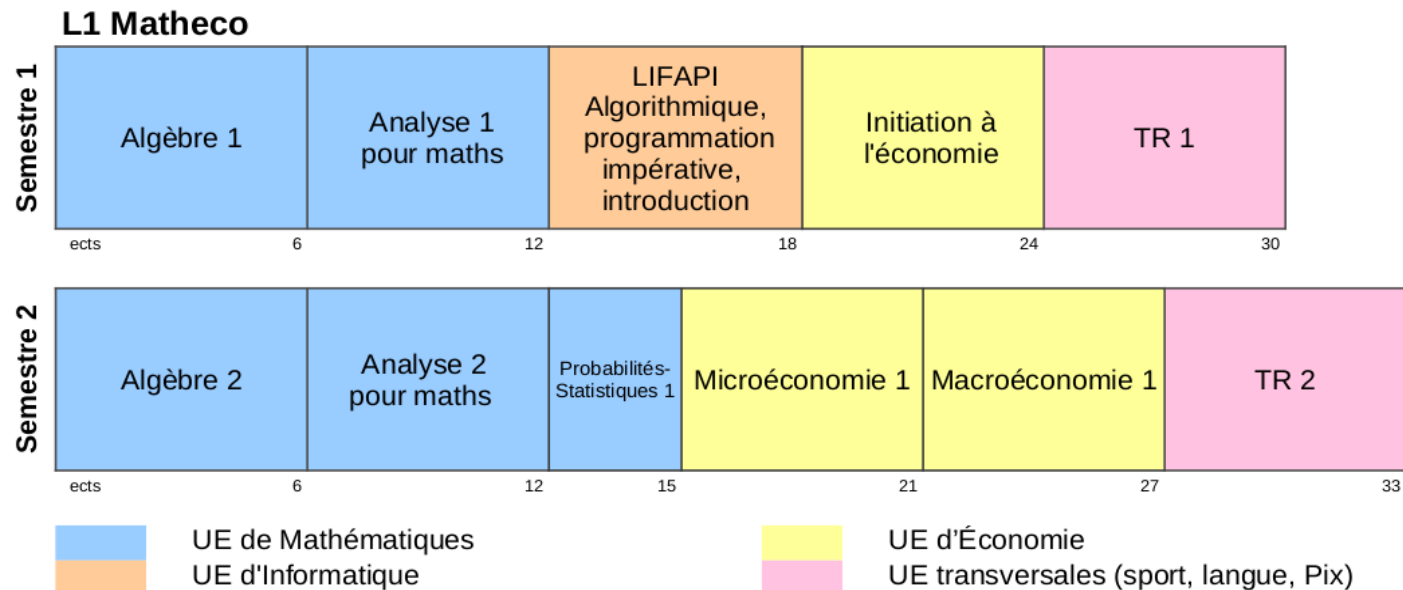 L1 Matheco
Semestre 1
Algèbre 1
Analyse 1
pour maths
LIFAPI
Algorithmique,
programmation
impérative,
introduction
Initiation à
l'économie
TR 1
ects 6 12 18 24 30
Semestre 2
Algèbre 2
Analyse 2
pour maths
Probabilités-
Statistiques 1
Microéconomie 1
Macroéconomie 1
TR 2
ects 6 12 15 21 27 33
UE de Mathématiques
UE d'Informatique
UE d’Économie
UE transversales (sport, langue, Pix)